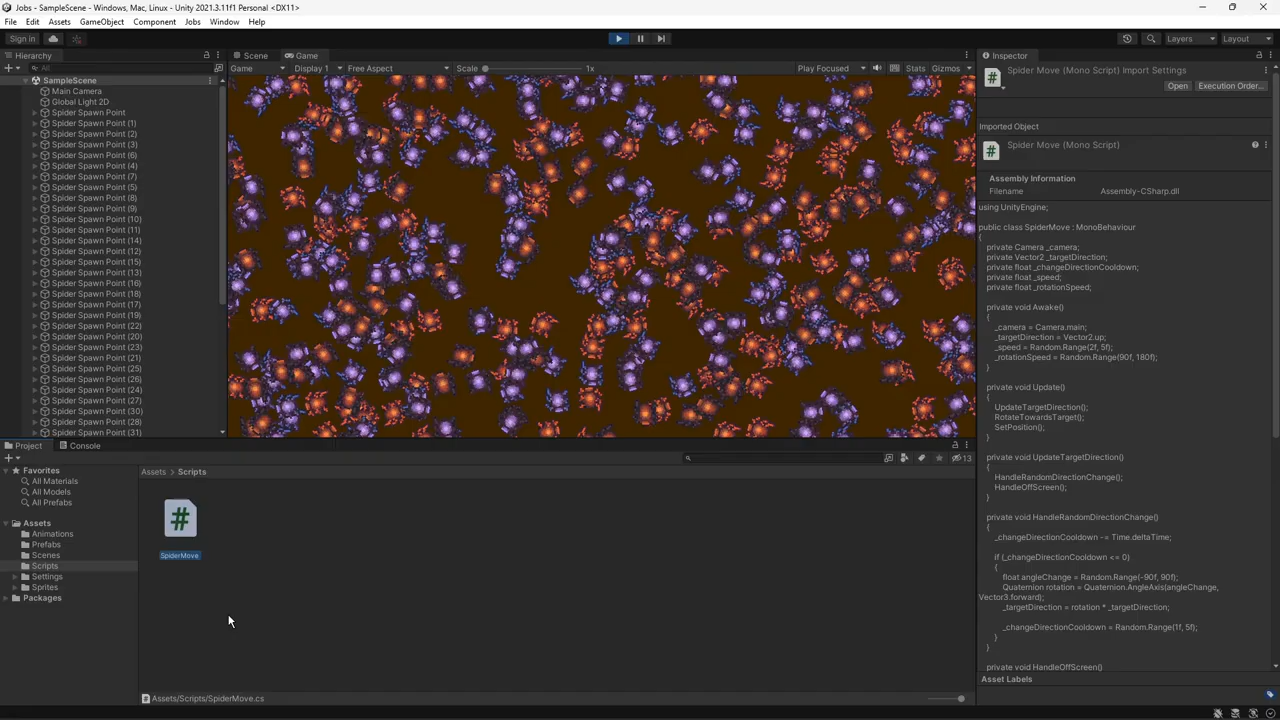 Jobs - SampleScene - Windows, Mac, Linux - Unity 2021.3.11f1 Personal <DX11>
File Edit Assets GameObject Component Jobs Window Help
Sign in
Layers
Layout
Hierarchy
All
SampleScene
Main Camera
Global Light 2D
Spider Spawn Point
Spider Spawn Point (1)
Spider Spawn Point (2)
Spider Spawn Point (3)
Spider Spawn Point (6)
Spider Spawn Point (4)
Spider Spawn Point (7)
Spider Spawn Point (5)
Spider Spawn Point (8)
Spider Spawn Point (9)
Spider Spawn Point (10)
Spider Spawn Point (11)
Spider Spawn Point (14)
Spider Spawn Point (12)
Spider Spawn Point (15)
Spider Spawn Point (13)
Spider Spawn Point (16)
Spider Spawn Point (18)
Spider Spawn Point (17)
Spider Spawn Point (19)
Spider Spawn Point (22)
Spider Spawn Point (20)
Spider Spawn Point (23)
Spider Spawn Point (21)
Spider Spawn Point (25)
Spider Spawn Point (26)
Spider Spawn Point (24)
Spider Spawn Point (27)
Spider Spawn Point (30)
Spider Spawn Point (28)
Spider Spawn Point (31)
Scene Game
Game Display 1 Free Aspect Scale 1x Play Focused Stats Gizmos
Inspector
Spider Move (Mono Script) Import Settings
Open Execution Order...
Imported Object
# Spider Move (Mono Script)
Assembly Information
Filename Assembly-CSharp.dll
using UnityEngine;
public class SpiderMove : MonoBehaviour
{
private Camera _camera;
private Vector2 _targetDirection;
private float _changeDirectionCooldown;
private float _speed;
private float _rotationSpeed;
private void Awake()
{
_camera = Camera.main;
_targetDirection = Vector2.up;
_speed = Random.Range(2f, 5f);
_rotationSpeed = Random.Range(90f, 180f);
}
private void Update()
{
UpdateTargetDirection();
RotateTowardsTarget();
SetPosition();
}
private void UpdateTargetDirection()
{
HandleRandomDirectionChange();
HandleOffScreen();
}
private void HandleRandomDirectionChange()
{
_changeDirectionCooldown -= Time.deltaTime;
if (_changeDirectionCooldown <= 0)
{
float angleChange = Random.Range(-90f, 90f);
Quaternion rotation = Quaternion.AngleAxis(angleChange,
Vector3.forward);
_targetDirection = rotation * _targetDirection;
_changeDirectionCooldown = Random.Range(1f, 5f);
}
}
private void HandleOffScreen()
Asset Labels
Project Console
13
Favorites
All Materials
All Models
All Prefabs
Assets
Animations
Prefabs
Scenes
Scripts
Settings
Sprites
Packages
Assets > Scripts
#
SpiderMove
Assets/Scripts/SpiderMove.cs